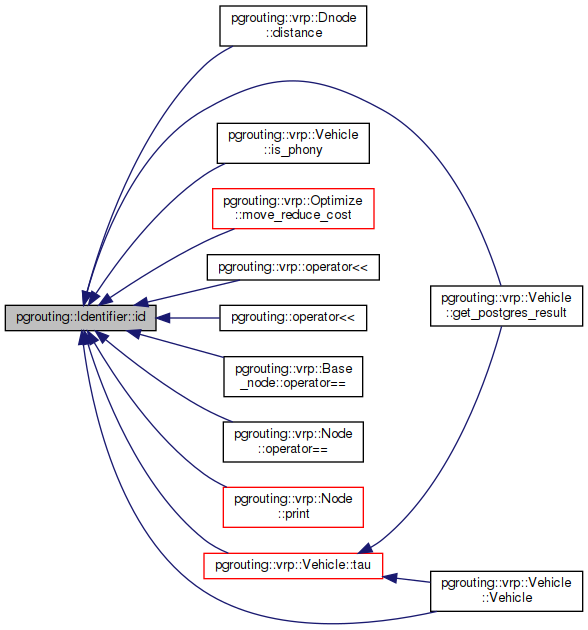 pgrouting::vrp::Dnode
::distance
pgrouting::vrp::Vehicle
::is_phony
pgrouting::vrp::Optimize
::move_reduce_cost
pgrouting::vrp::operator<<
pgrouting::Identifier::id
pgrouting::operator<<
pgrouting::vrp::Vehicle
::get_postgres_result
pgrouting::vrp::Base
_node::operator==
pgrouting::vrp::Node
::operator==
pgrouting::vrp::Node
::print
pgrouting::vrp::Vehicle::tau
pgrouting::vrp::Vehicle
::Vehicle